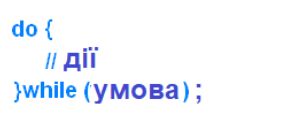 do {
// дії
}while (умова) ;